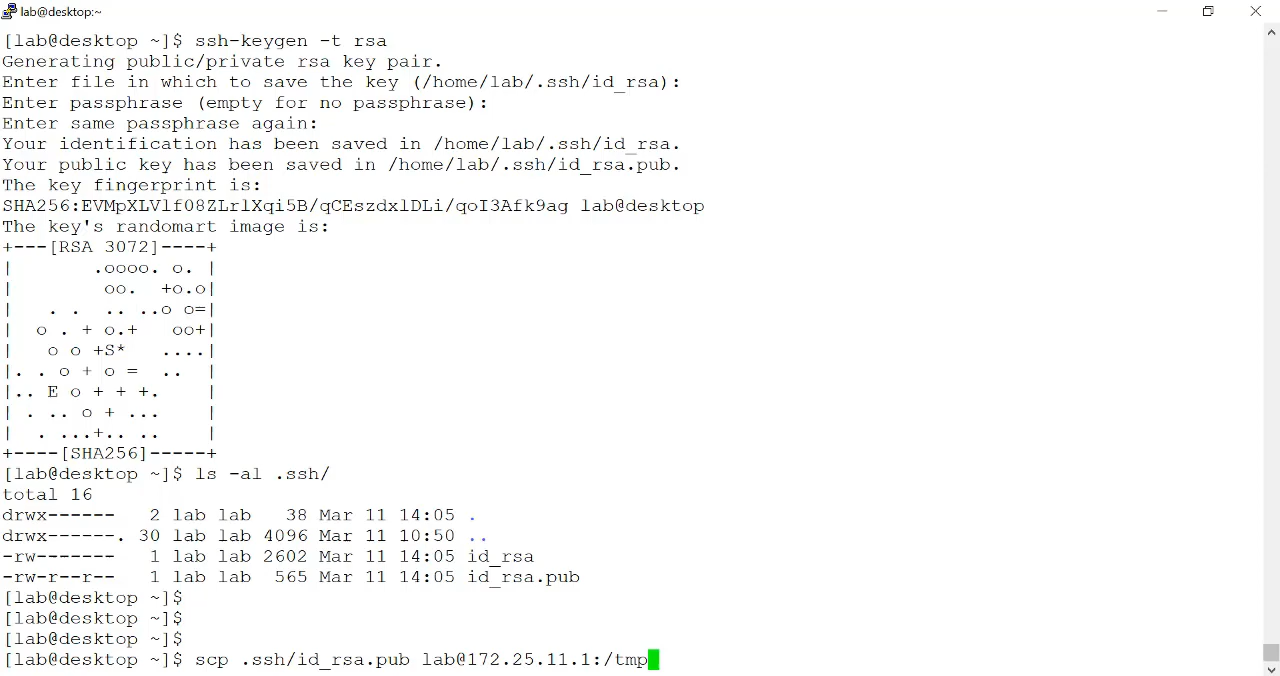 lab@desktop:~
[lab@desktop ~]$ ssh-keygen -t rsa
Generating public/private rsa key pair.
Enter file in which to save the key (/home/lab/.ssh/id_rsa):
Enter passphrase (empty for no passphrase):
Enter same passphrase again:
Your identification has been saved in /home/lab/.ssh/id_rsa.
Your public key has been saved in /home/lab/.ssh/id_rsa.pub.
The key fingerprint is:
SHA256:EVMpXLVlf08ZLrlXqi5B/qCEszdxlDLi/qoI3Afk9ag lab@desktop
The key's randomart image is:
+---[RSA 3072]----+
|        .oooo. o. |
|         oo.  +o.o|
|    . .  .. ..o o=|
|   o . + o.+   oo+|
|    o o +S*   ....|
|. . o + o =  ..  |
|.. E o + + +.    |
| . .. o + ...    |
|  . ...+.. ..    |
+----[SHA256]-----+
[lab@desktop ~]$ ls -al .ssh/
total 16
drwx------   2 lab lab   38 Mar 11 14:05 .
drwx------. 30 lab lab 4096 Mar 11 10:50 ..
-rw-------   1 lab lab 2602 Mar 11 14:05 id_rsa
-rw-r--r--   1 lab lab  565 Mar 11 14:05 id_rsa.pub
[lab@desktop ~]$
[lab@desktop ~]$
[lab@desktop ~]$
[lab@desktop ~]$ scp .ssh/id_rsa.pub lab@172.25.11.1:/tmp